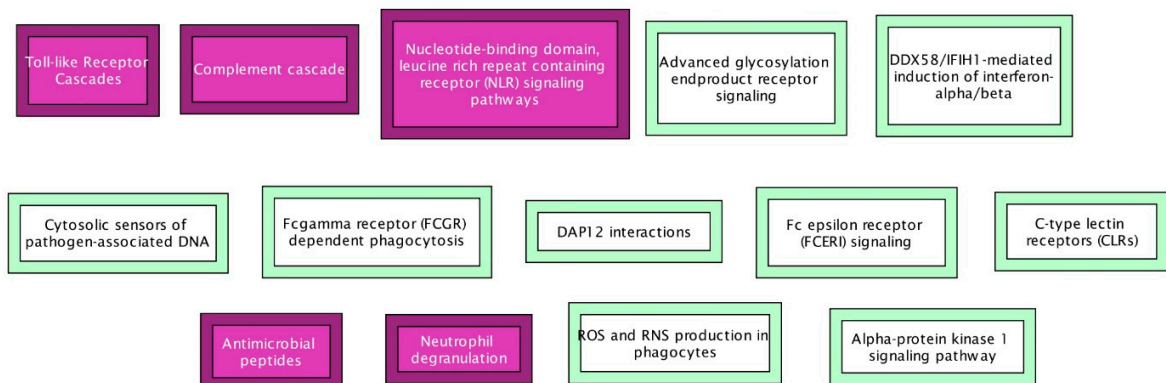 Toll-like Receptor
Cascades
Complement cascade
Nucleotide-binding domain,
leucine rich repeat containing
receptor (NLR) signaling
pathways
Advanced glycosylation
endproduct receptor
signaling
DDX58/IFIH1-mediated
induction of interferon-
alpha/beta
Cytosolic sensors of
pathogen-associated DNA
Fcgamma receptor (FCGR)
dependent phagocytosis
DAP12 interactions
Fc epsilon receptor
(FCERI) signaling
C-type lectin
receptors (CLRs)
Antimicrobial
peptides
Neutrophil
degranulation
ROS and RNS production in
phagocytes
Alpha-protein kinase 1
signaling pathway